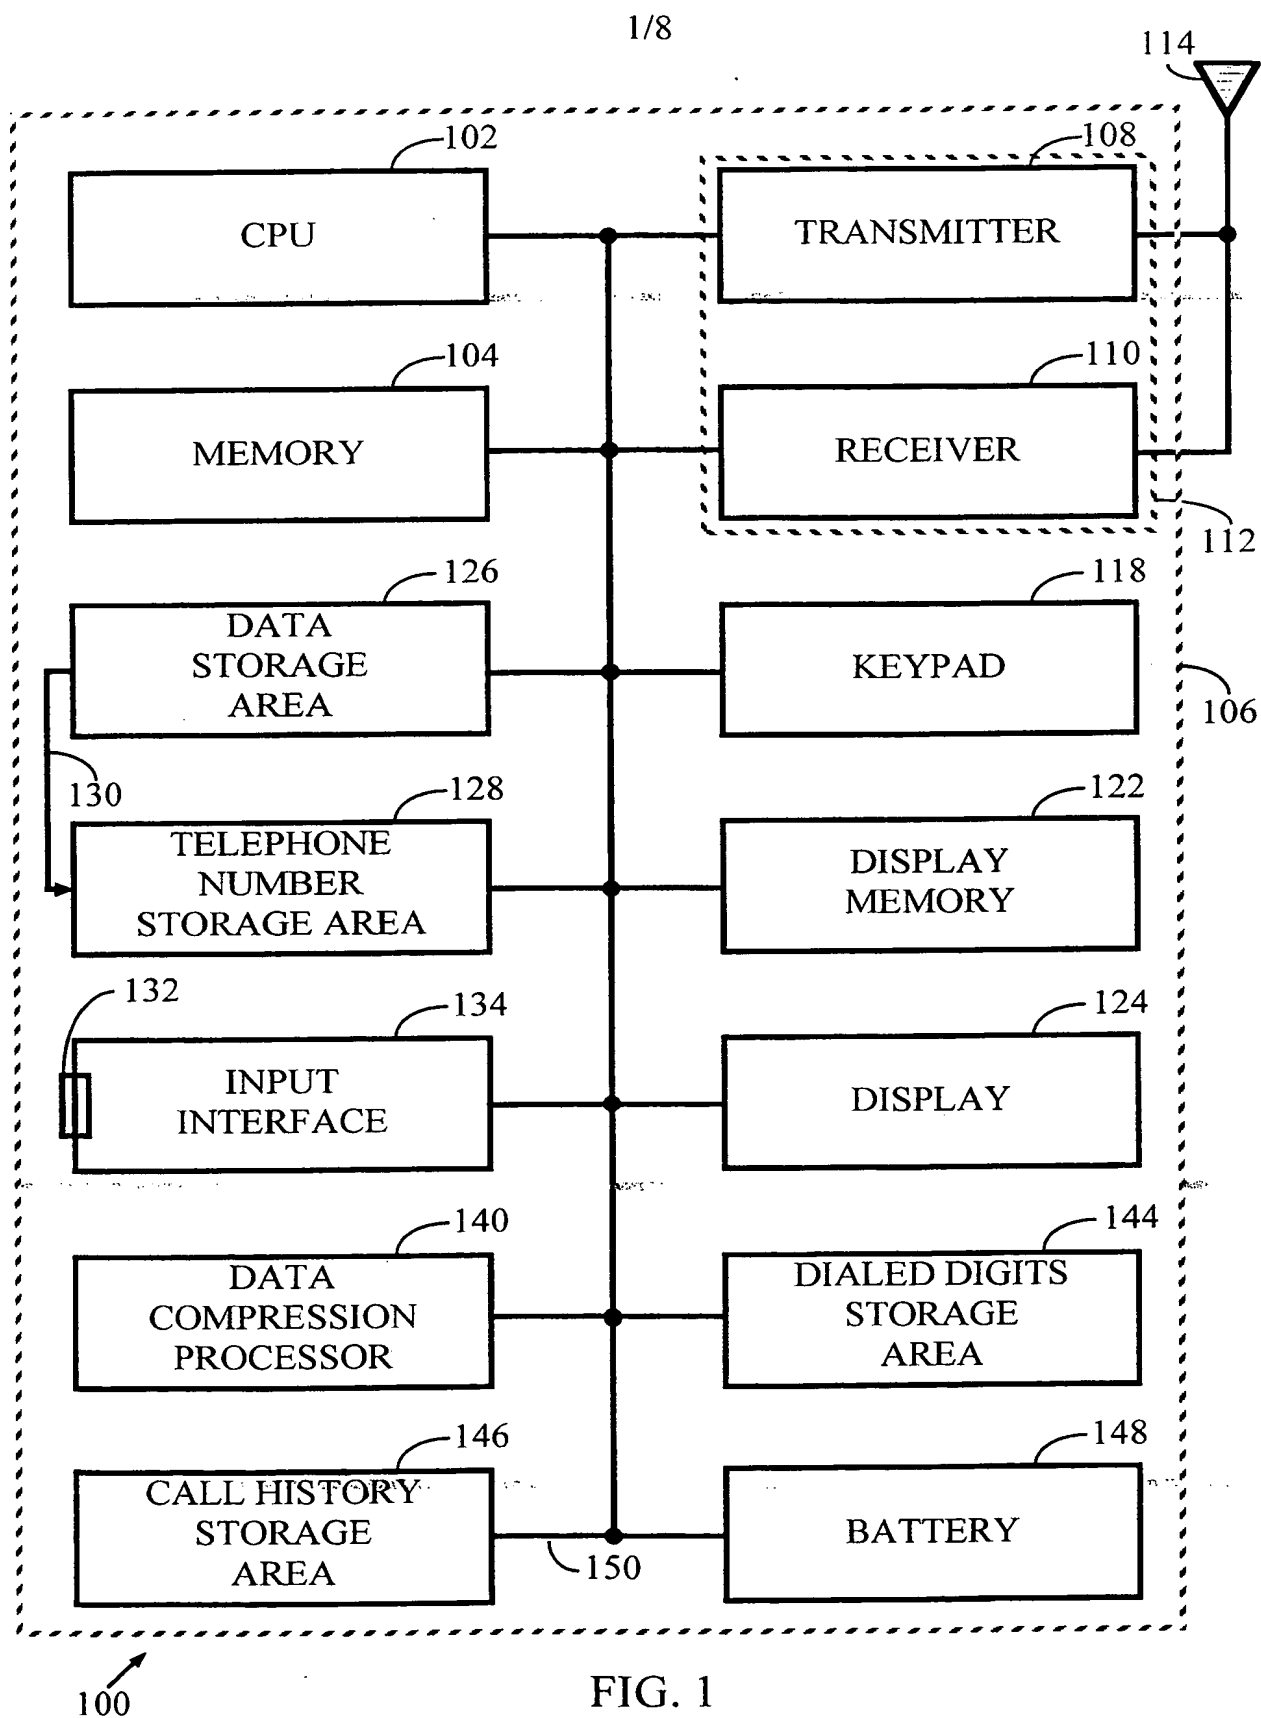 1/8
114
102
CPU
108
TRANSMITTER
104
MEMORY
110
RECEIVER
112
126
DATA
STORAGE
AREA
118
KEYPAD
106
130
128
TELEPHONE
NUMBER
STORAGE AREA
122
DISPLAY
MEMORY
132
134
INPUT
INTERFACE
124
DISPLAY
140
DATA
COMPRESSION
PROCESSOR
144
DIALED DIGITS
STORAGE
AREA
146
CALL HISTORY
STORAGE
AREA
148
BATTERY
150
100
FIG. 1